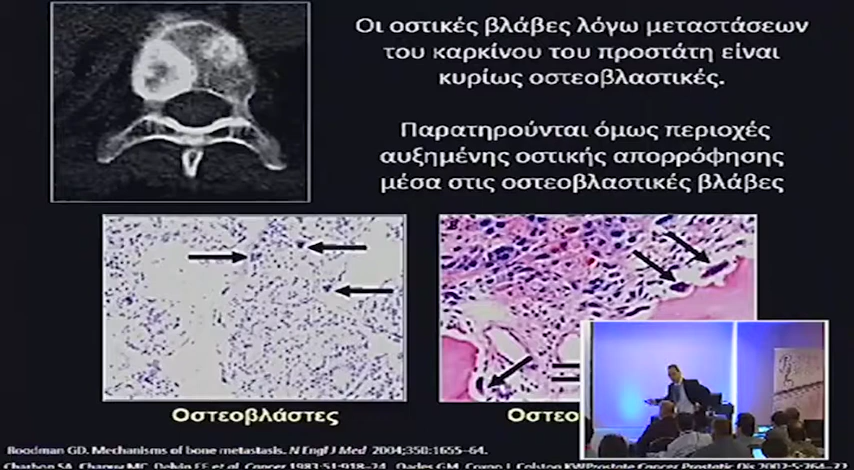 Οι οστικές βλάβες λόγω μεταστάσεων
του καρκίνου του προστάτη είναι
κυρίως οστεοβλαστικές.
Παρατηρούνται όμως περιοχές
αυξημένης οστικής απορρόφησης
μέσα στις οστεοβλαστικές βλάβες
Οστεοβλάστες
Οστεο
Roodman GD. Mechanisms of bone metastasis. N Engl J Med 2004;350:1655–64.